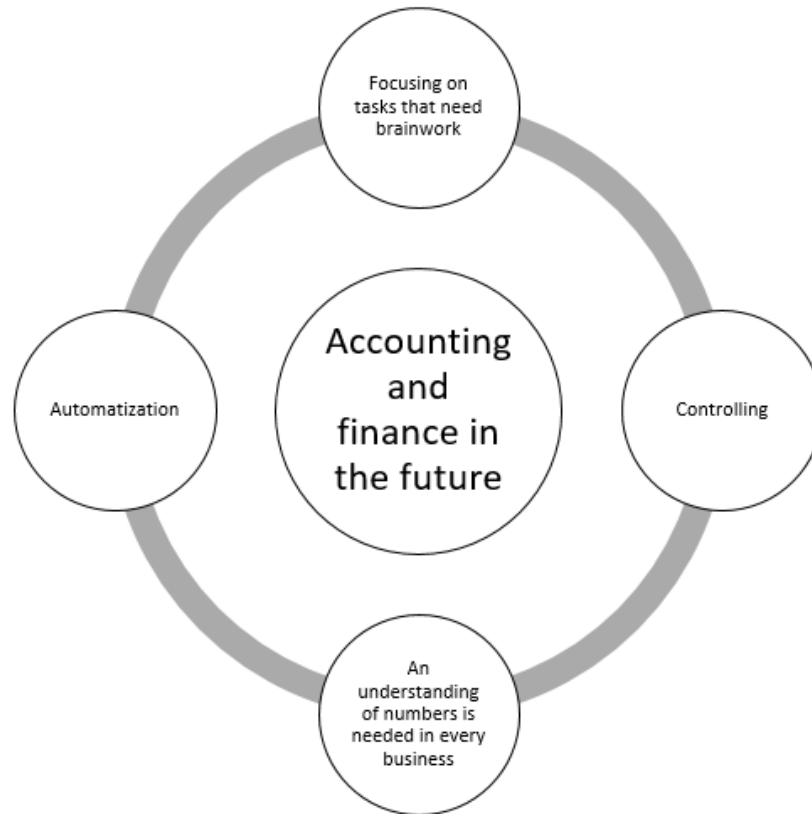 Focusing on
tasks that need
brainwork
Accounting
and
finance in
the future
Automatization
Controlling
An
understanding
of numbers is
needed in every
business